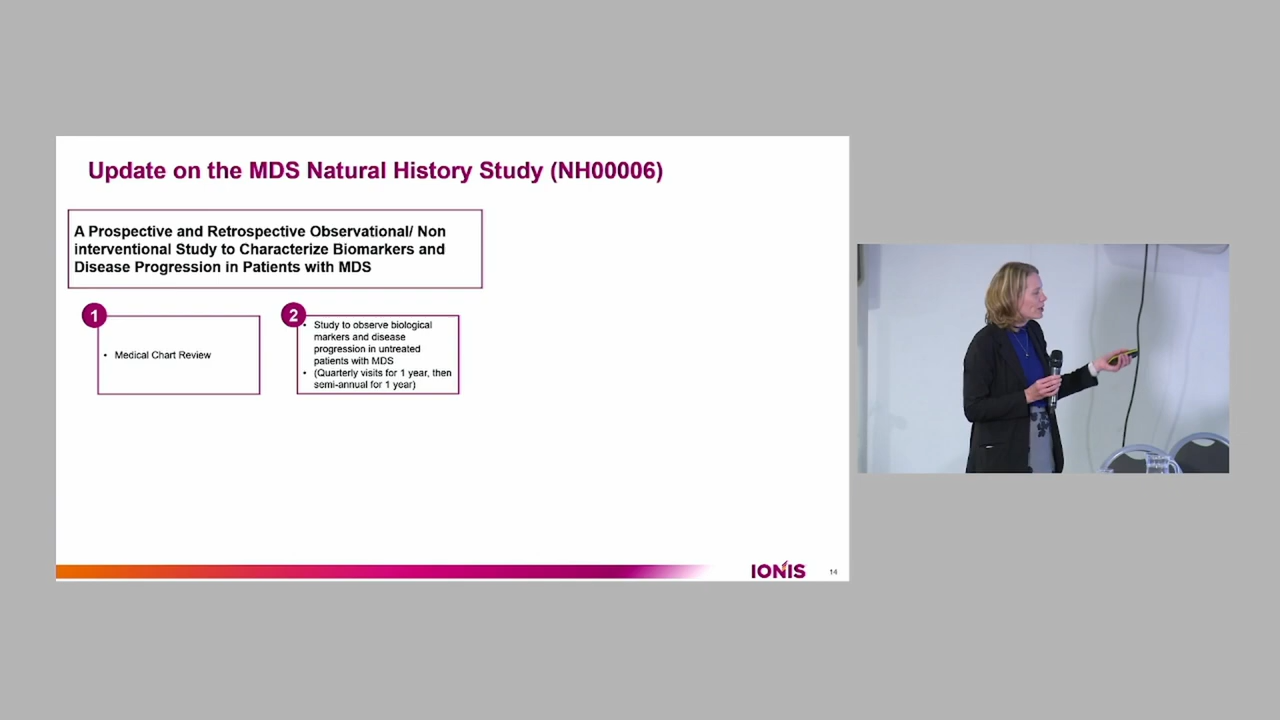 Update on the MDS Natural History Study (NH00006)
A Prospective and Retrospective Observational/ Non
interventional Study to Characterize Biomarkers and
Disease Progression in Patients with MDS
1
• Medical Chart Review
2
• Study to observe biological
markers and disease
progression in untreated
patients with MDS
• (Quarterly visits for 1 year, then
semi-annual for 1 year)
IONIS
14